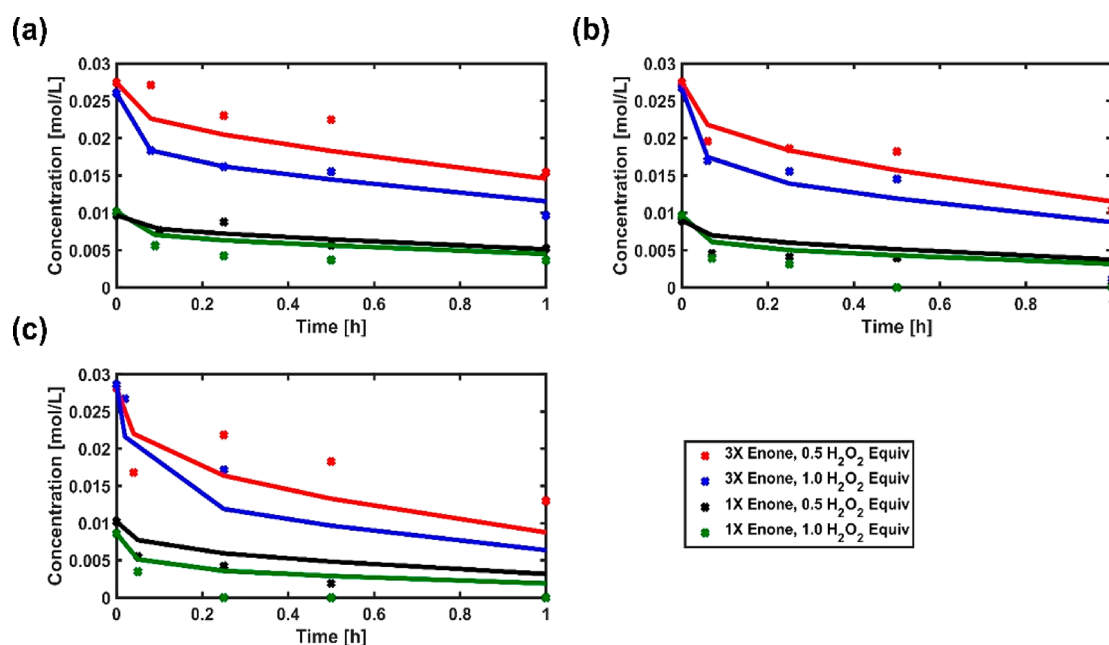 (a)
0.03
0.025
0.02
0.015
0.01
0.005
0
Concentration [mol/L]
0 0.2 0.4 0.6 0.8 1
Time [h]
(b)
0.03
0.025
0.02
0.015
0.01
0.005
0
Concentration [mol/L]
0 0.2 0.4 0.6 0.8
Time [h]
(c)
0.03
0.025
0.02
0.015
0.01
0.005
0
Concentration [mol/L]
0 0.2 0.4 0.6 0.8 1
Time [h]
3X Enone, 0.5 H₂O₂ Equiv
3X Enone, 1.0 H₂O₂ Equiv
1X Enone, 0.5 H₂O₂ Equiv
1X Enone, 1.0 H₂O₂ Equiv